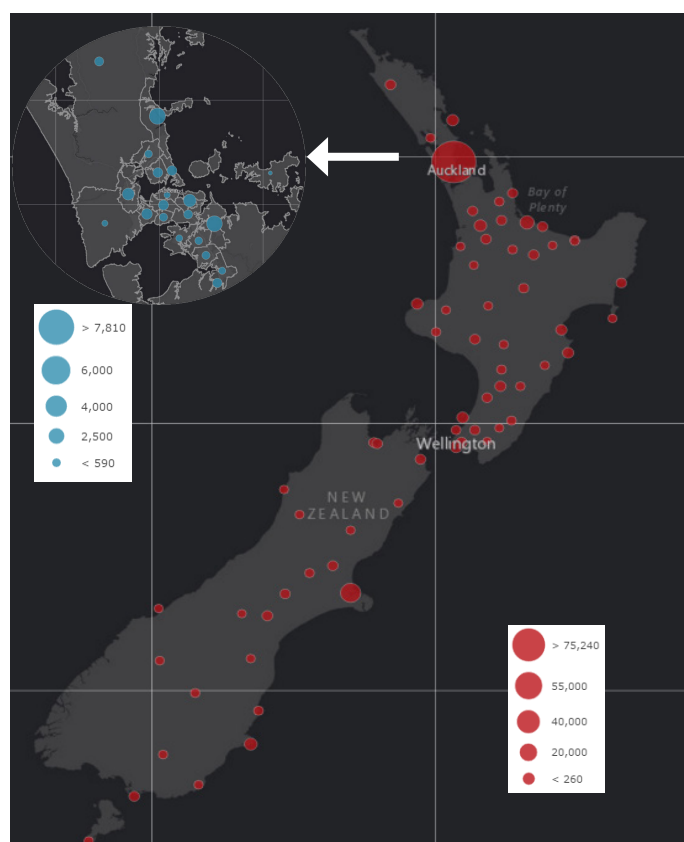 Auckland
Bay of
Plenty
> 7,810
6,000
4,000
2,500
< 590
Wellington
NEW
ZEALAND
> 75,240
55,000
40,000
20,000
< 260